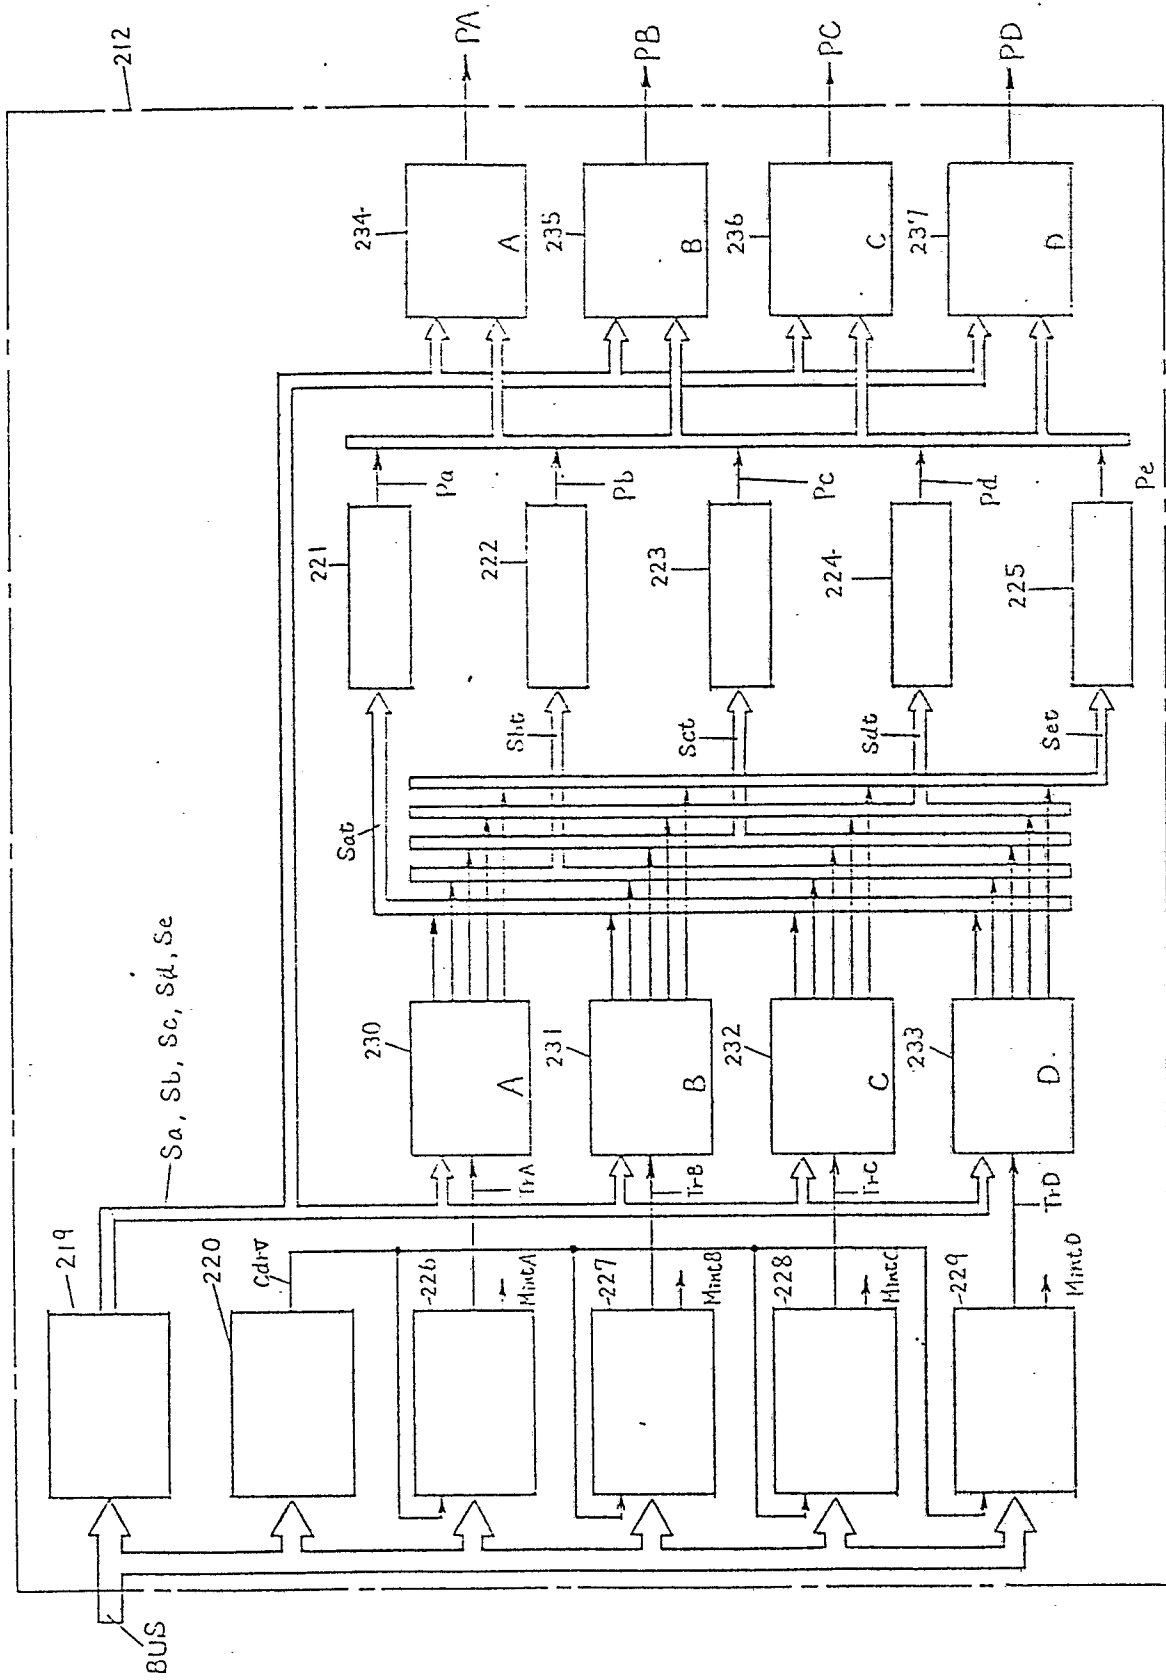 212
PA
PB
PC
PD
234
A
235
B
236
C
237
D
Pa
Pb
Pc
Pd
Pe
221
222
223
224
225
Sat
Sbt
Sct
Sdt
Set
Sa, Sb, Sc, Sd, Se
230
A
231
B
232
C
233
D
TrA
TrB
TrC
TrD
219
220
Cdrv
226
MintA
227
MintB
228
MintC
229
MintD
BUS